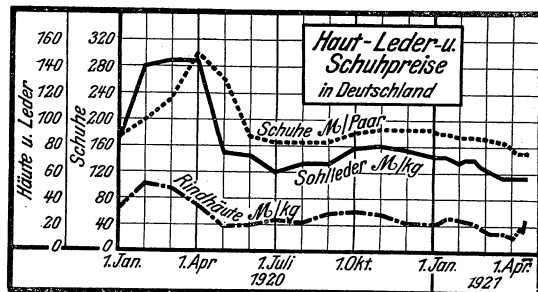 Haut-Leder-u.
Schuhpreise
in Deutschland
Häute u. Leder
160
140
120
100
80
60
40
20
0
Schuhe
320
280
240
200
160
120
80
40
0
Schuhe M/Paar
Sohlleder M/kg
Rindhäute M/kg
1.Jan. 1.Apr 1.Juli 1.Okt. 1.Jan. 1.Apr.
1920 1921